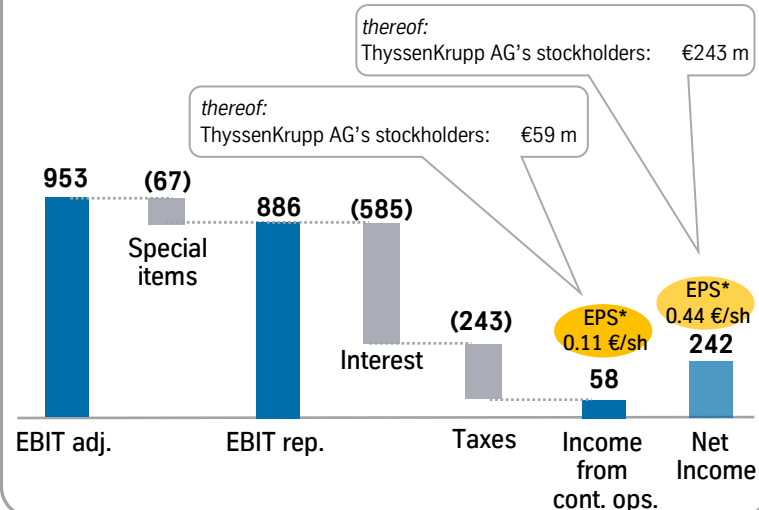 thereof:
ThyssenKrupp AG's stockholders: €243 m
thereof:
ThyssenKrupp AG's stockholders: €59 m
953
(67)
886
(585)
Special
items
(243)
Interest
EPS*
0.11 €/sh
EPS*
0.44 €/sh
58
242
EBIT adj.
EBIT rep.
Taxes
Income
from
cont. ops.
Net
Income